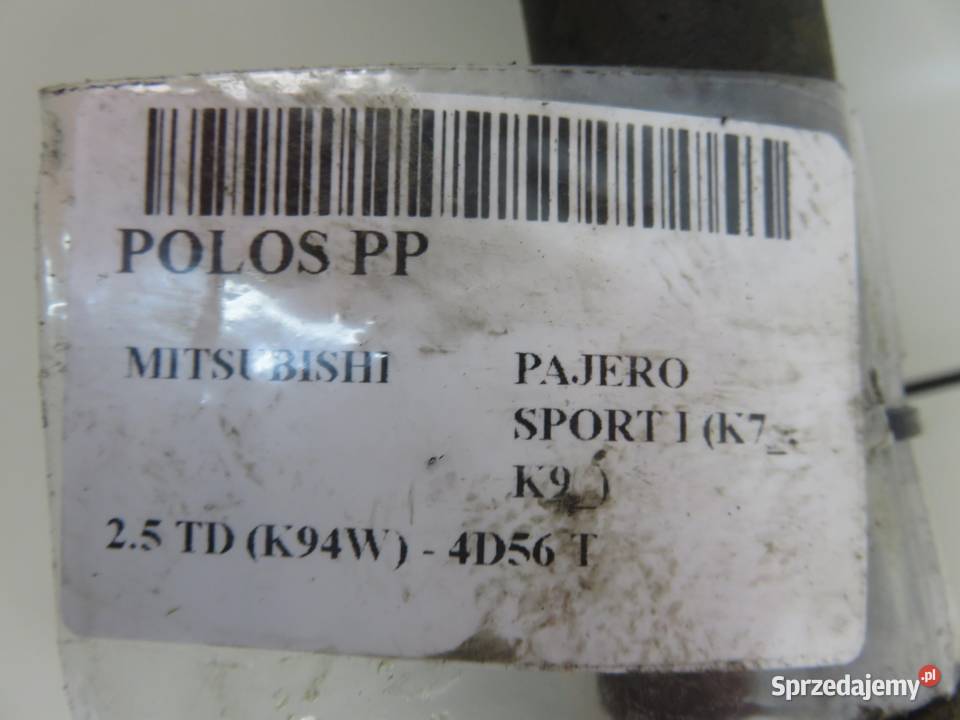 POLOS PP
MITSUBISHI PAJERO
SPORT I (K7_,
K9_)
2.5 TD (K94W) - 4D56 T
Sprzedajemy.pl